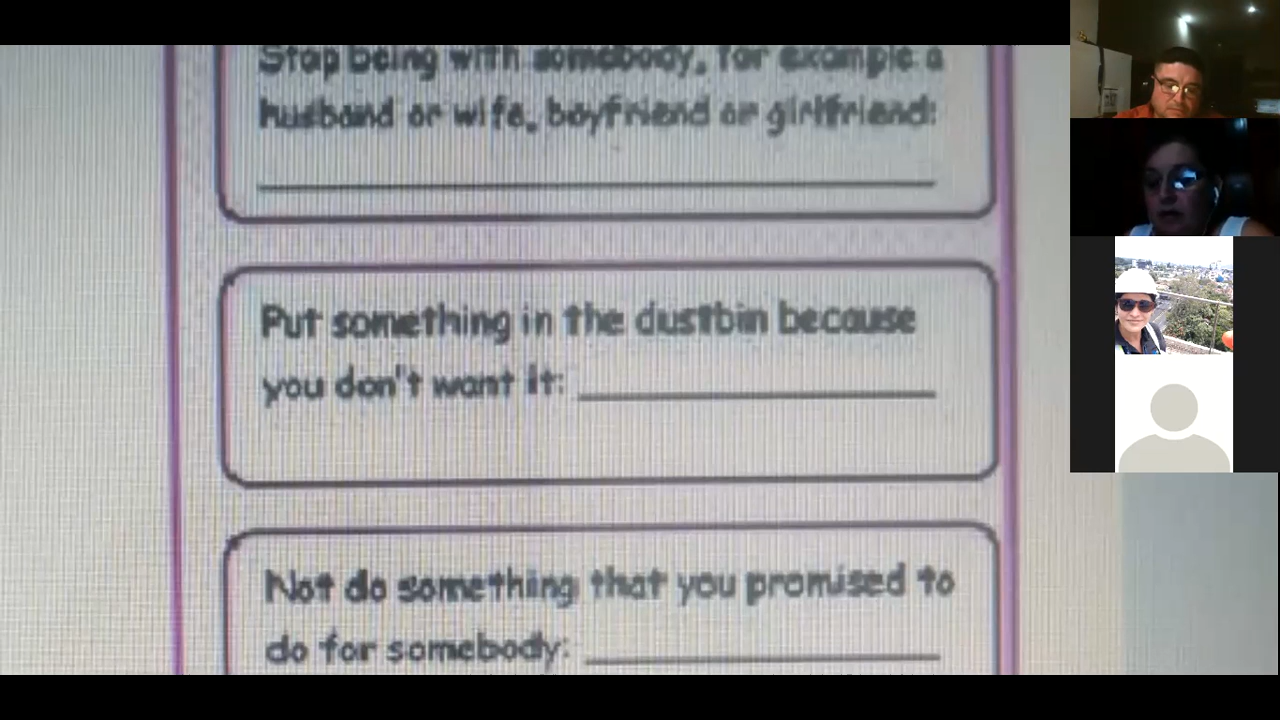 Stop being with somebody, for example a
husband or wife, boyfriend or girlfriend:
Put something in the dustbin because
you don't want it:
Not do something that you promised to
do for somebody: